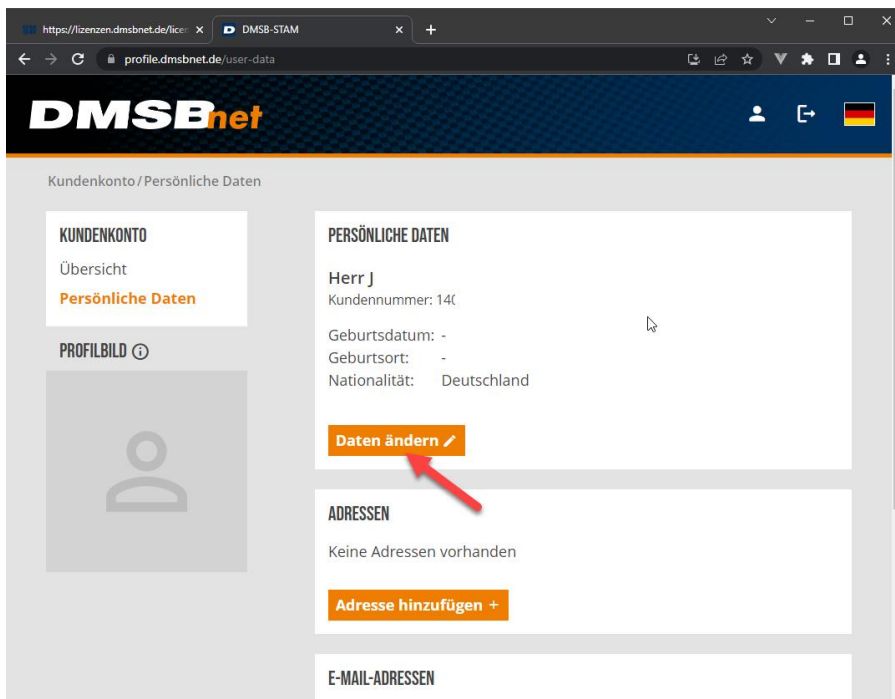 https://lizenzen.dmsbnet.de/licen
DMSB-STAM
profile.dmsbnet.de/user-data
DMSBnet
Kundenkonto/Persönliche Daten
KUNDENKONTO
Übersicht
Persönliche Daten
PROFILBILD
PERSÖNLICHE DATEN
Herr J
Kundennummer: 140
Geburtsdatum: -
Geburtsort: -
Nationalität: Deutschland
Daten ändern
ADRESSEN
Keine Adressen vorhanden
Adresse hinzufügen +
E-MAIL-ADRESSEN